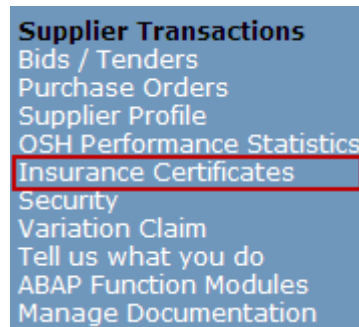 Supplier Transactions
Bids / Tenders
Purchase Orders
Supplier Profile
OSH Performance Statistics
Insurance Certificates
Security
Variation Claim
Tell us what you do
ABAP Function Modules
Manage Documentation